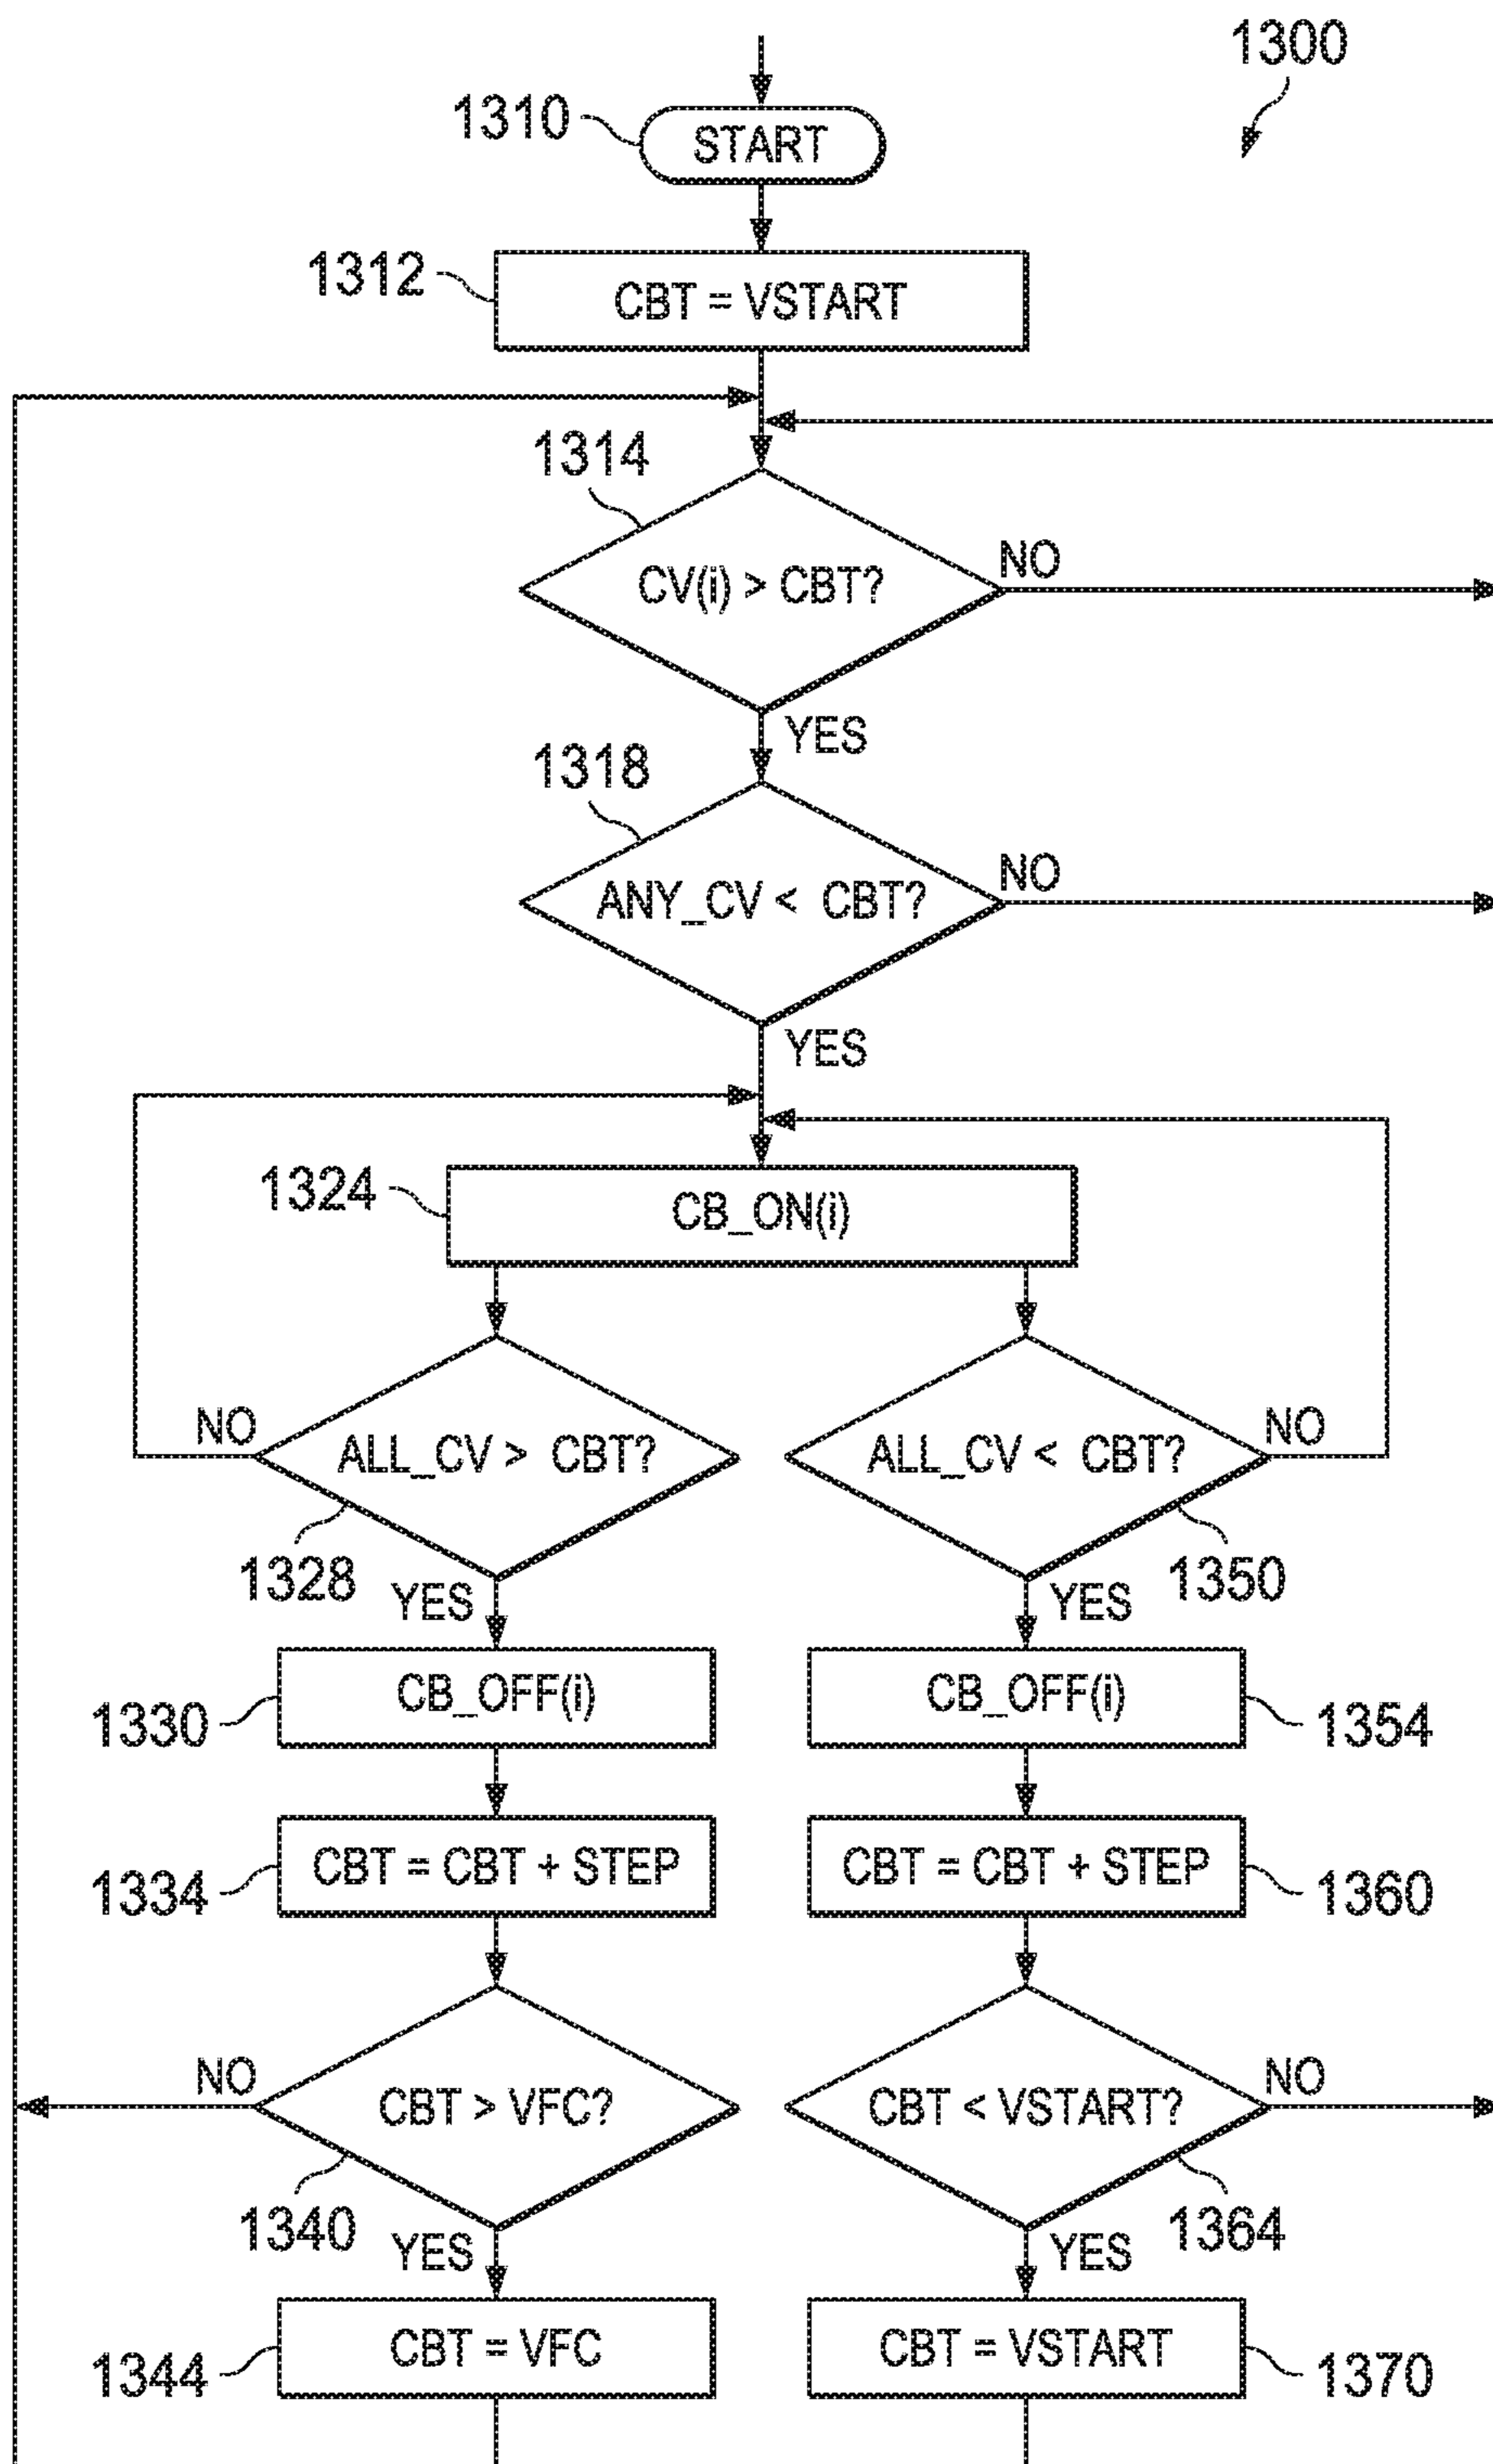 1300
1310
START
1312
CBT = VSTART
1314
CV(i) > CBT?
NO
YES
1318
ANY_CV < CBT?
NO
YES
1324
CB_ON(i)
NO
ALL_CV > CBT?
ALL_CV < CBT?
NO
1328
YES
YES
1350
CB_OFF(i)
CB_OFF(i)
1330
1354
CBT = CBT + STEP
CBT = CBT + STEP
1334
1360
NO
CBT > VFC?
CBT < VSTART?
NO
1340
YES
YES
1364
CBT = VFC
CBT = VSTART
1344
1370